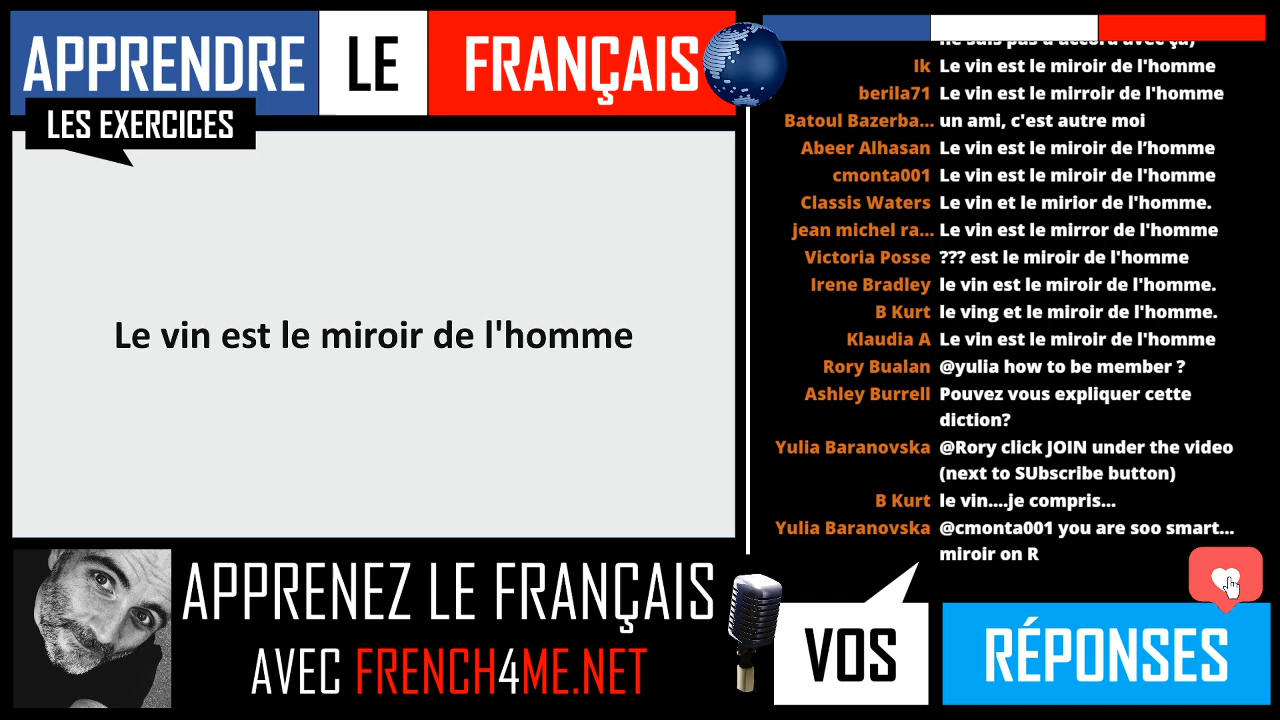 APPRENDRE LE FRANÇAIS
LES EXERCICES
Le vin est le miroir de l'homme
APPRENEZ LE FRANÇAIS
AVEC FRENCH4ME.NET
ne suis pas d'accord avec ça)
Ik Le vin est le miroir de l'homme
berila71 Le vin est le mirroir de l'homme
Batoul Bazerba... un ami, c'est autre moi
Abeer Alhasan Le vin est le miroir de l’homme
cmonta001 Le vin est le miroir de l'homme
Classis Waters Le vin et le mirior de l'homme.
jean michel ra... Le vin est le mirror de l'homme
Victoria Posse ??? est le miroir de l'homme
Irene Bradley le vin est le miroir de l'homme.
B Kurt le ving et le miroir de l'homme.
Klaudia A Le vin est le miroir de l'homme
Rory Bualan @yulia how to be member ?
Ashley Burrell Pouvez vous expliquer cette
diction?
Yulia Baranovska @Rory click JOIN under the video
(next to SUbscribe button)
B Kurt le vin....je compris...
Yulia Baranovska @cmonta001 you are soo smart...
miroir on R
VOS RÉPONSES